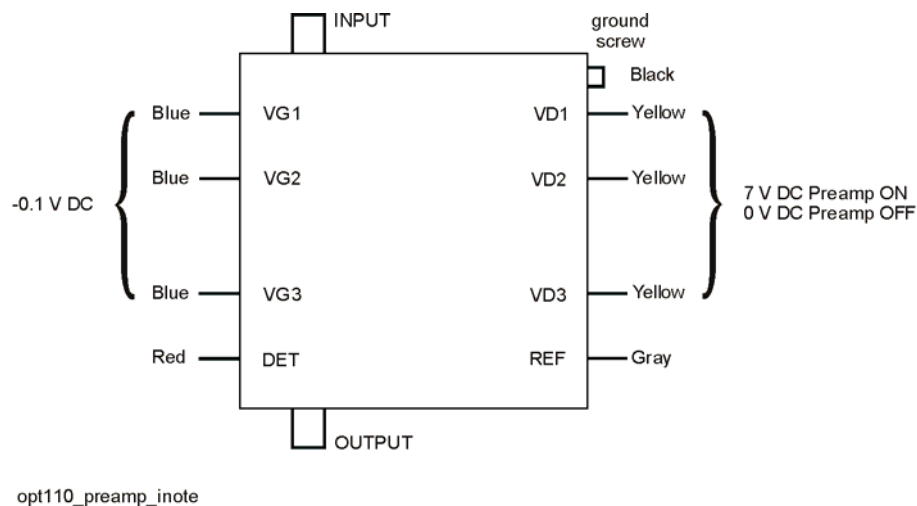 INPUT
ground
screw
Black
Blue VG1 VD1 Yellow
Blue VG2 VD2 Yellow
-0.1 V DC
7 V DC Preamp ON
0 V DC Preamp OFF
Blue VG3 VD3 Yellow
Red DET REF Gray
OUTPUT
opt110_preamp_inote